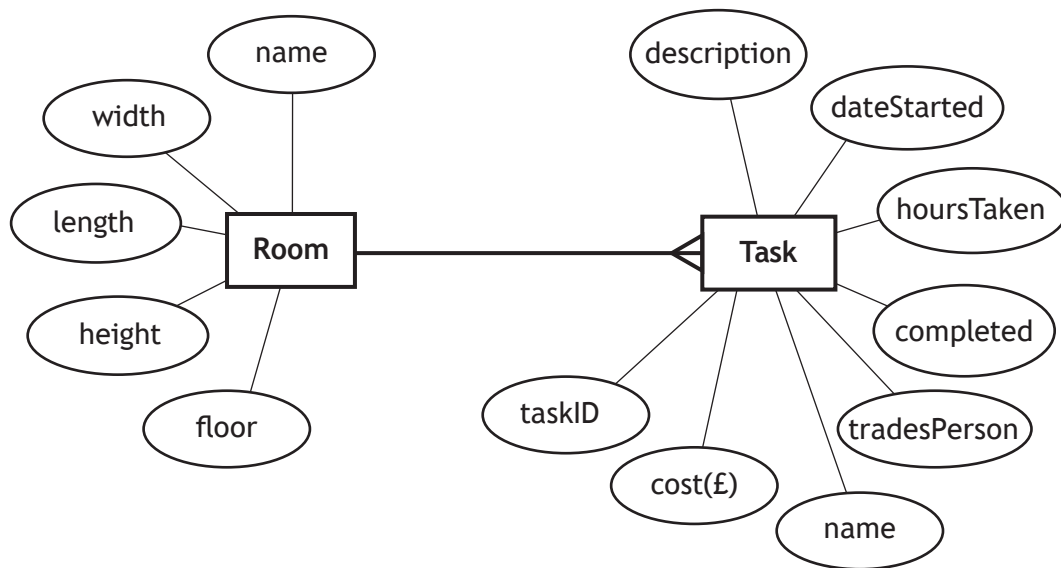 name
width
length
Room
height
floor
description
dateStarted
hoursTaken
Task
completed
taskID
tradesPerson
cost(£)
name